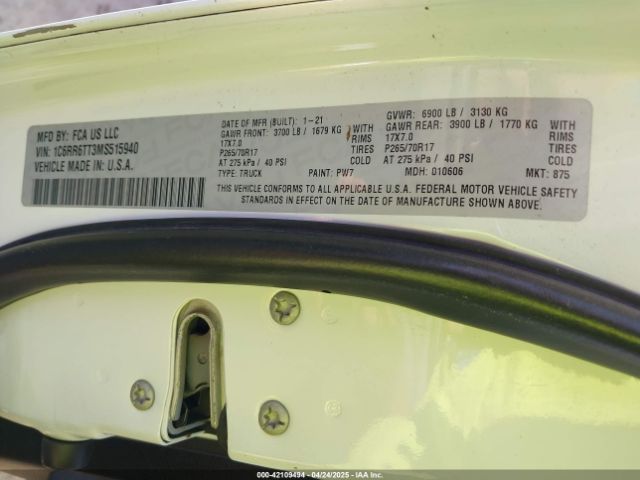 MFD BY: FCA US LLC
VIN: 1C6RR6TT3MS515940
VEHICLE MADE IN: U.S.A.
DATE OF MFR (BUILT): 1-21
GAWR FRONT: 3700 LB / 1679 KG WITH
17X7.0 RIMS
P265/70R17 TIRES
AT 275 kPa / 40 PSI COLD
TYPE: TRUCK PAINT: PW7
GVWR: 6900 LB / 3130 KG
GAWR REAR: 3900 LB / 1770 KG WITH
17X7.0 RIMS
P265/70R17 TIRES
AT 275 kPa / 40 PSI COLD
MDH: 010606 MKT: 875
THIS VEHICLE CONFORMS TO ALL APPLICABLE U.S.A. FEDERAL MOTOR VEHICLE SAFETY
STANDARDS IN EFFECT ON THE DATE OF MANUFACTURE SHOWN ABOVE.
000-42109494 - 04/24/2025 - IAA Inc.